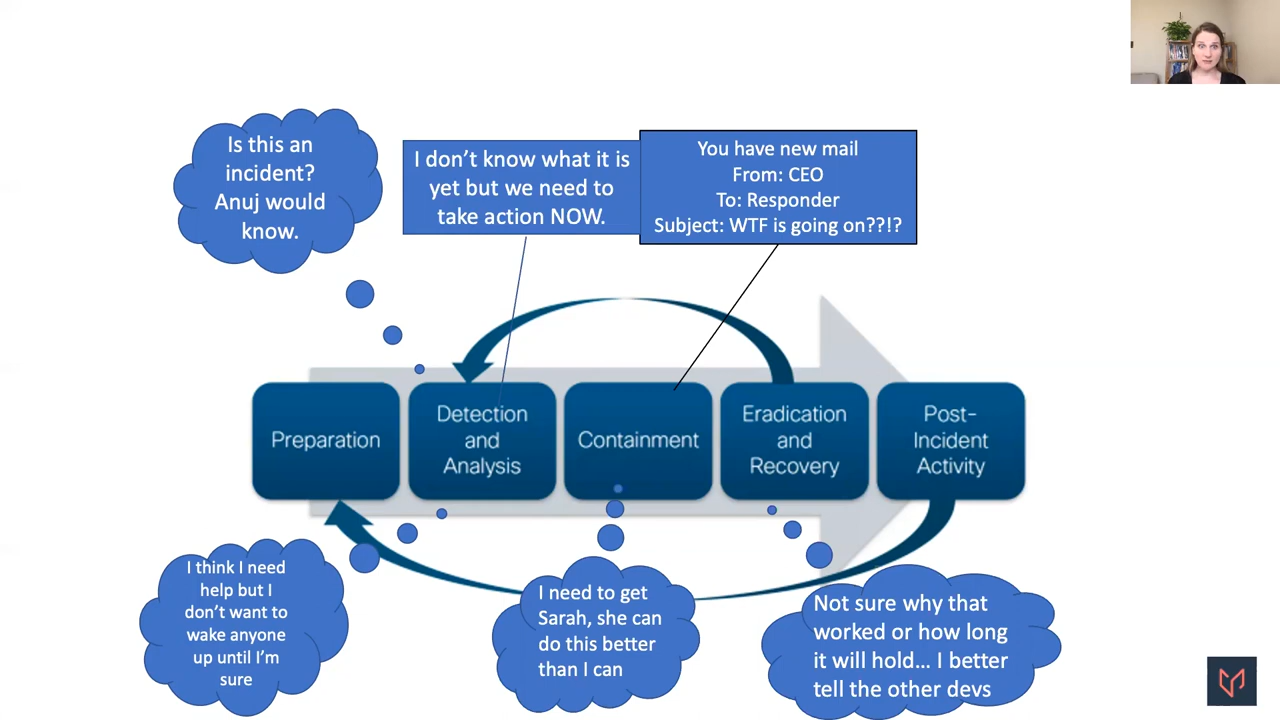 Is this an
incident?
Anuj would
know.
I don’t know what it is
yet but we need to
take action NOW.
You have new mail
From: CEO
To: Responder
Subject: WTF is going on??!?
Preparation
Detection
and
Analysis
Containment
Eradication
and
Recovery
Post-
Incident
Activity
I think I need
help but I
don’t want to
wake anyone
up until I’m
sure
I need to get
Sarah, she can
do this better
than I can
Not sure why that
worked or how long
it will hold… I better
tell the other devs